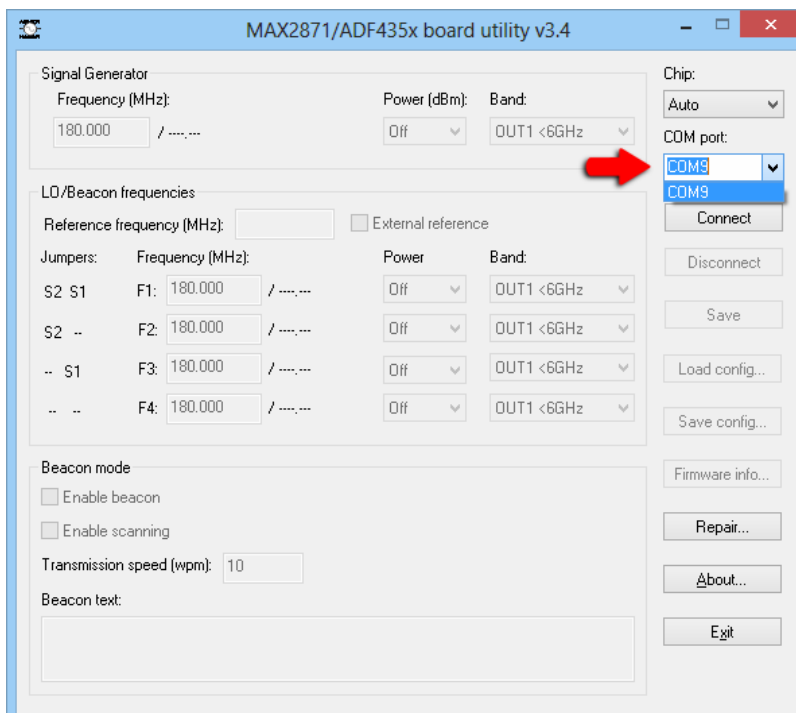 MAX2871/ADF435x board utility v3.4
Signal Generator
Frequency (MHz): Power (dBm): Band:
180.000 / ----.--- Off OUT1 <6GHz
Chip:
Auto
COM port:
COM9
COM9
Connect
Disconnect
Save
Load config...
Save config...
Firmware info...
Repair...
About...
Exit
LO/Beacon frequencies
Reference frequency (MHz): External reference
Jumpers: Frequency (MHz): Power Band:
S2 S1 F1: 180.000 / ----.--- Off OUT1 <6GHz
S2 -- F2: 180.000 / ----.--- Off OUT1 <6GHz
-- S1 F3: 180.000 / ----.--- Off OUT1 <6GHz
-- -- F4: 180.000 / ----.--- Off OUT1 <6GHz
Beacon mode
Enable beacon
Enable scanning
Transmission speed (wpm): 10
Beacon text: